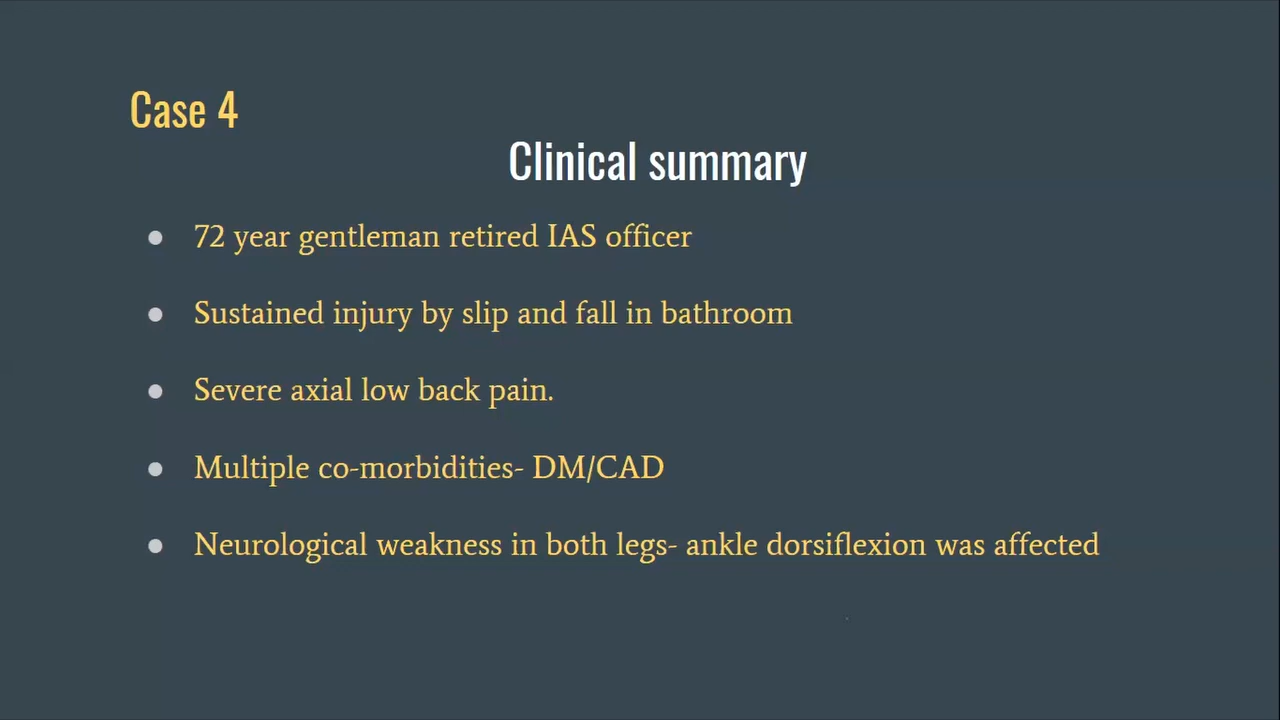 Case 4
Clinical summary
● 72 year gentleman retired IAS officer
● Sustained injury by slip and fall in bathroom
● Severe axial low back pain.
● Multiple co-morbidities- DM/CAD
● Neurological weakness in both legs- ankle dorsiflexion was affected